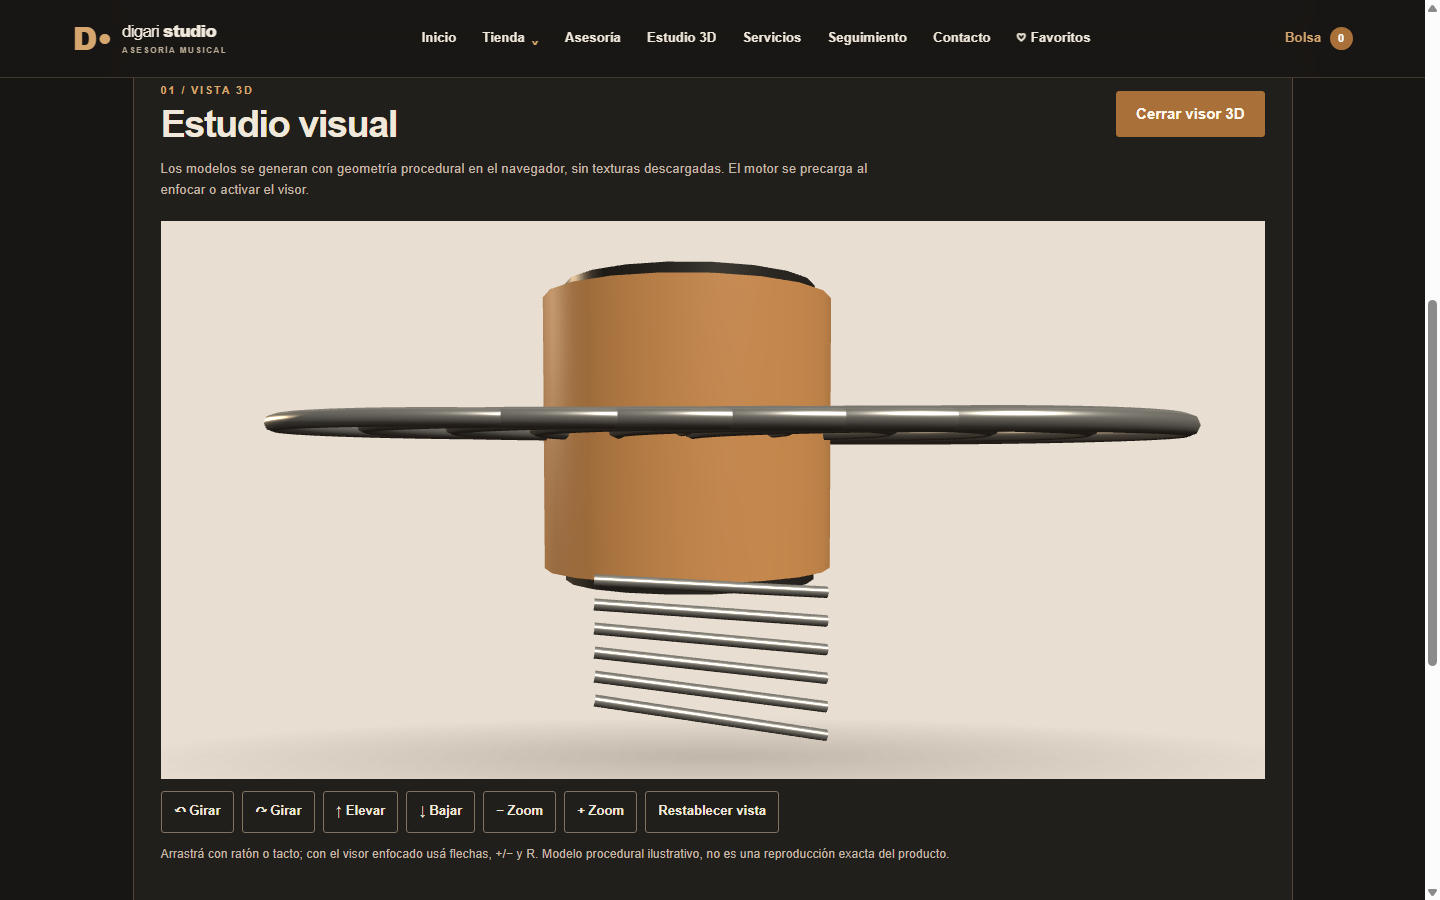 D•
digari studio
ASESORÍA MUSICAL
Inicio
Tienda
Asesoría
Estudio 3D
Servicios
Seguimiento
Contacto
♡ Favoritos
Bolsa 0
01 / VISTA 3D
Estudio visual
Cerrar visor 3D
Los modelos se generan con geometría procedural en el navegador, sin texturas descargadas. El motor se precarga al
enfocar o activar el visor.
↶ Girar
↷ Girar
↑ Elevar
↓ Bajar
− Zoom
+ Zoom
Restablecer vista
Arrastrá con ratón o tacto; con el visor enfocado usá flechas, +/− y R. Modelo procedural ilustrativo, no es una reproducción exacta del producto.